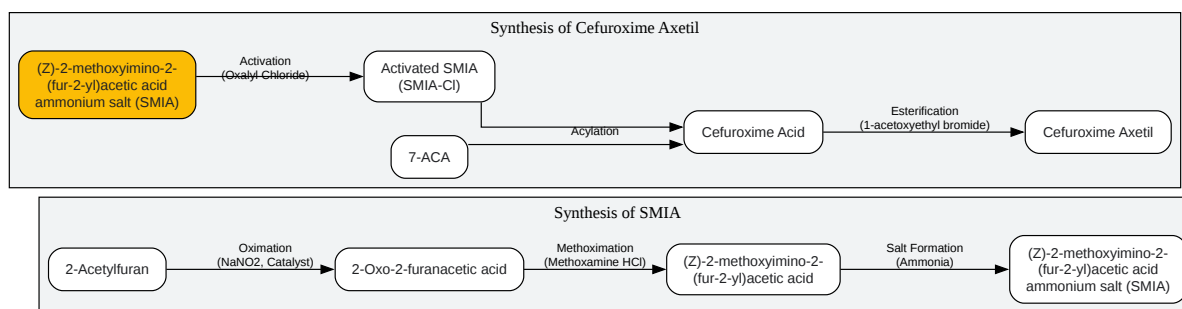 Synthesis of Cefuroxime Axetil
(Z)-2-methoxyimino-2-
(fur-2-yl)acetic acid
ammonium salt (SMIA)
Activation
(Oxalyl Chloride)
Activated SMIA
(SMIA-Cl)
7-ACA
Acylation
Cefuroxime Acid
Esterification
(1-acetoxyethyl bromide)
Cefuroxime Axetil
Synthesis of SMIA
2-Acetylfuran
Oximation
(NaNO2, Catalyst)
2-Oxo-2-furanacetic acid
Methoximation
(Methoxamine HCl)
(Z)-2-methoxyimino-2-
(fur-2-yl)acetic acid
Salt Formation
(Ammonia)
(Z)-2-methoxyimino-2-
(fur-2-yl)acetic acid
ammonium salt (SMIA)